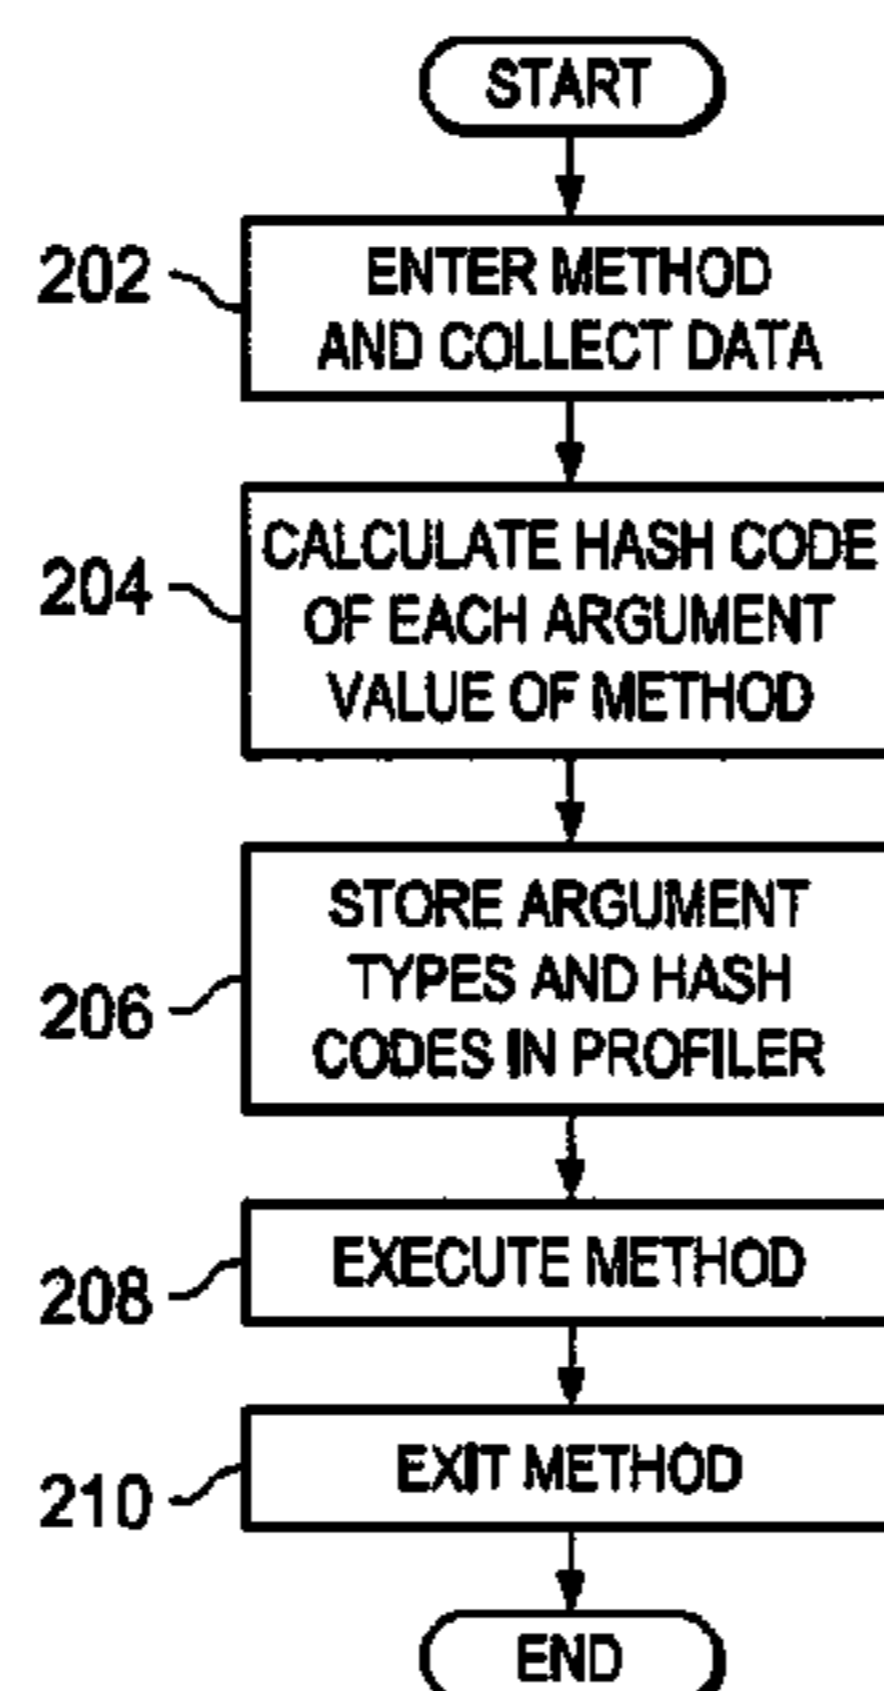 START
202
ENTER METHOD
AND COLLECT DATA
204
CALCULATE HASH CODE
OF EACH ARGUMENT
VALUE OF METHOD
206
STORE ARGUMENT
TYPES AND HASH
CODES IN PROFILER
208
EXECUTE METHOD
210
EXIT METHOD
END